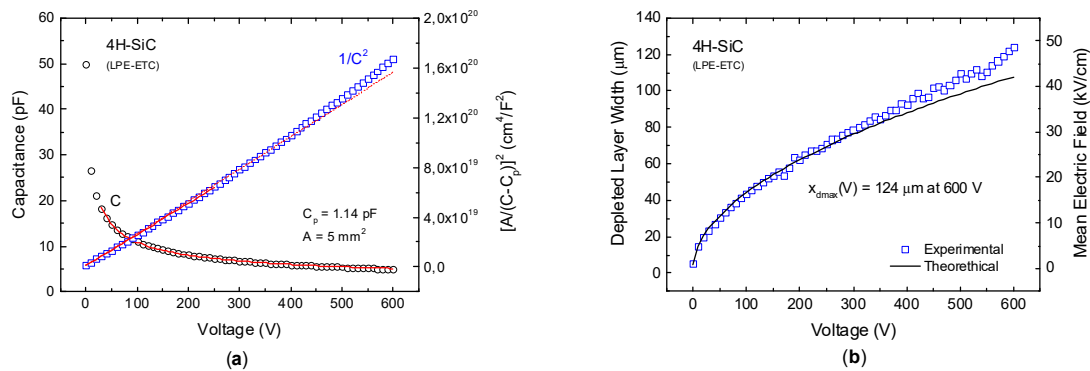 60
50
40
30
20
10
0
Capacitance (pF)
4H-SiC
(LPE-ETC)
1/C²
C
Cₚ = 1.14 pF
A = 5 mm²
2,0x10²⁰
1,6x10²⁰
1,2x10²⁰
8,0x10¹⁹
4,0x10¹⁹
0,0
[A/(C-Cₚ)]² (cm⁴/F²)
0 100 200 300 400 500 600
Voltage (V)
(a)
140
120
100
80
60
40
20
0
Depleted Layer Width (μm)
4H-SiC
(LPE-ETC)
x_dmax(V) = 124 μm at 600 V
Experimental
Theorethical
50
40
30
20
10
0
Mean Electric Field (kV/cm)
0 100 200 300 400 500 600
Voltage (V)
(b)